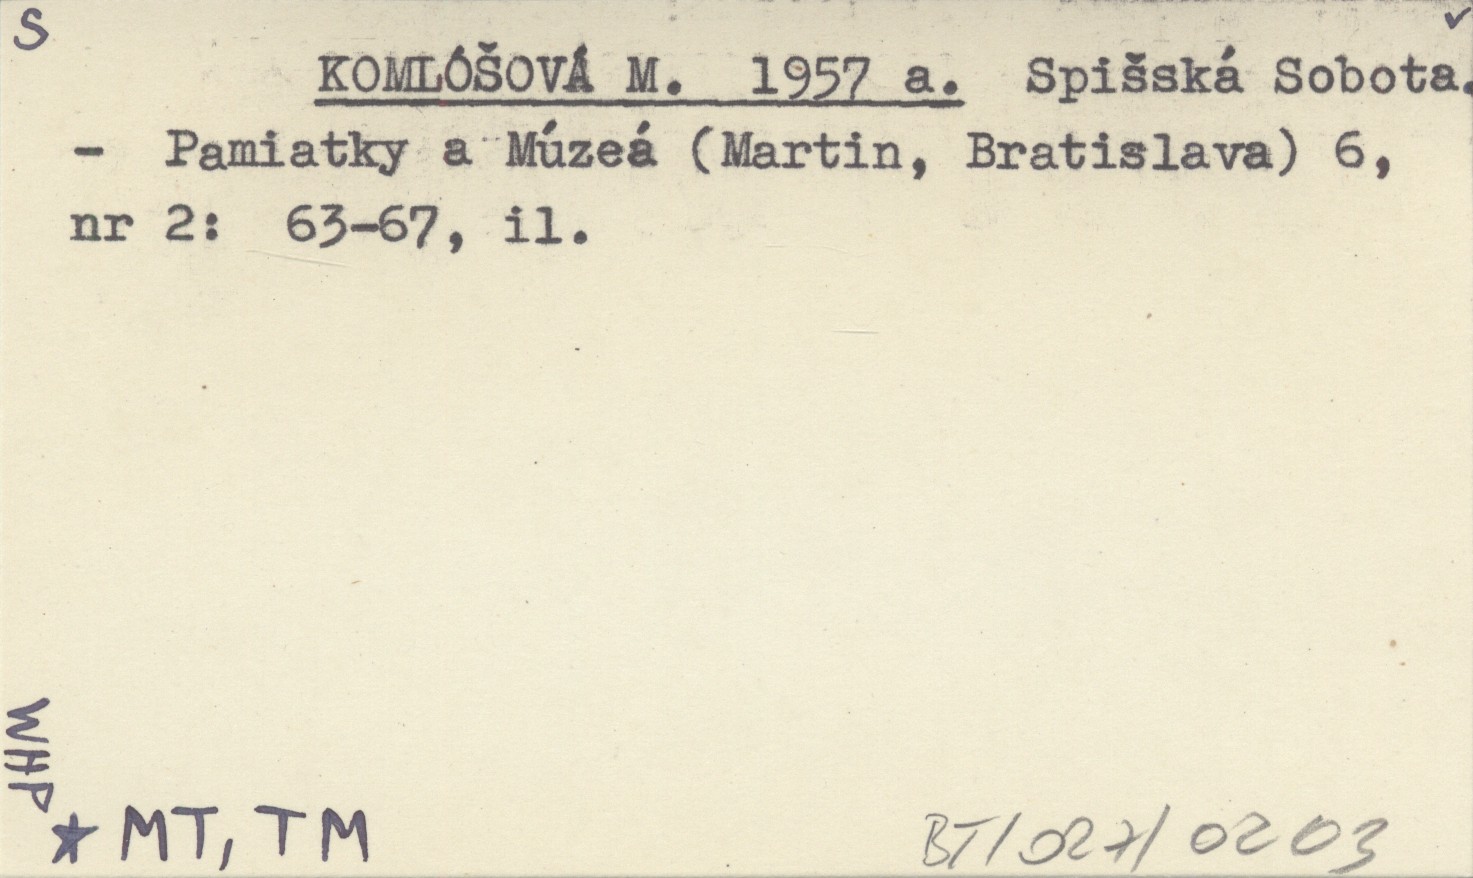 S ✓
KOMLÓŠOVÁ M. 1957 a. Spišská Sobota.
- Pamiatky a Múzeá (Martin, Bratislava) 6,
nr 2: 63-67, il.
WHP
* MT, TM
BT/027/0203